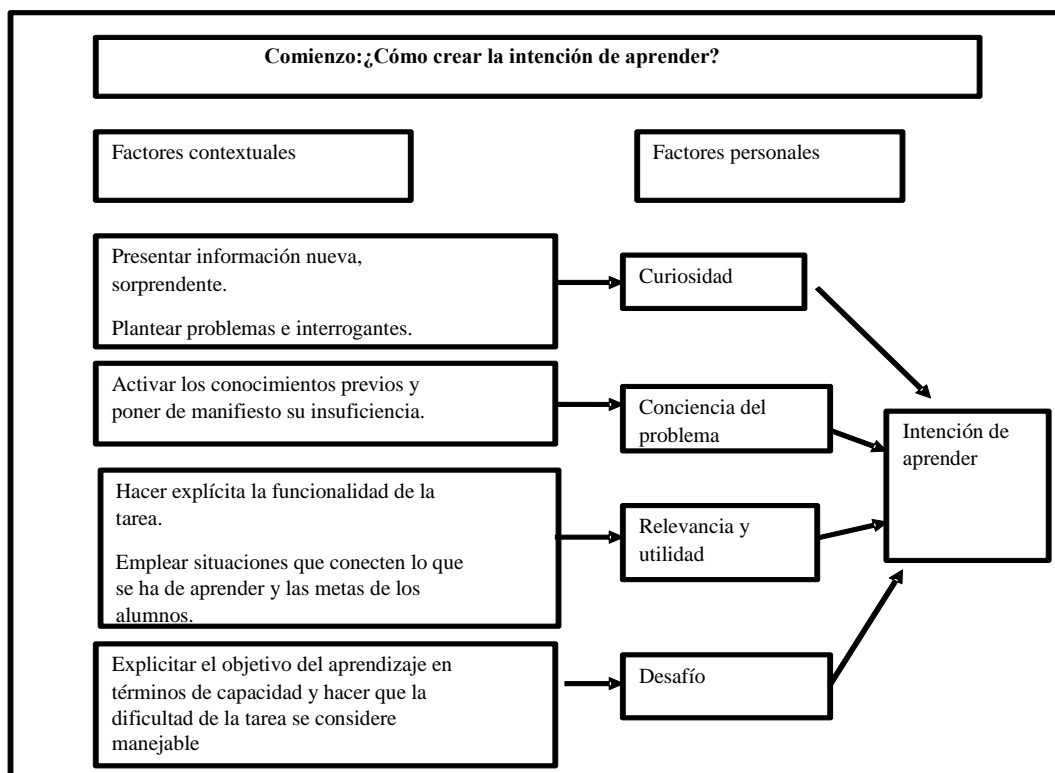 Comienzo:¿Cómo crear la intención de aprender?
Factores contextuales
Factores personales
Presentar información nueva,
sorprendente.
Plantear problemas e interrogantes.
Curiosidad
Activar los conocimientos previos y
poner de manifiesto su insuficiencia.
Conciencia del
problema
Intención de
aprender
Hacer explícita la funcionalidad de la
tarea.
Emplear situaciones que conecten lo que
se ha de aprender y las metas de los
alumnos.
Relevancia y
utilidad
Explicitar el objetivo del aprendizaje en
términos de capacidad y hacer que la
dificultad de la tarea se considere
manejable
Desafío